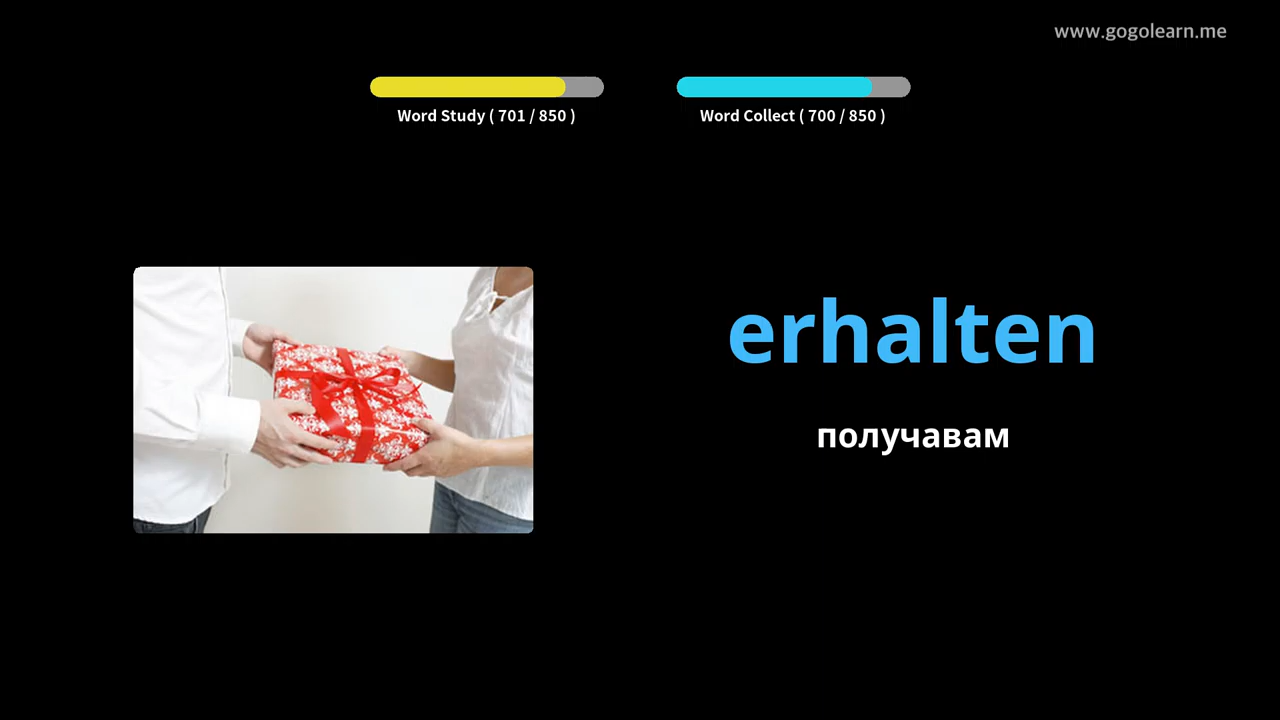 www.gogolearn.me
Word Study ( 701 / 850 )
Word Collect ( 700 / 850 )
erhalten
получавам